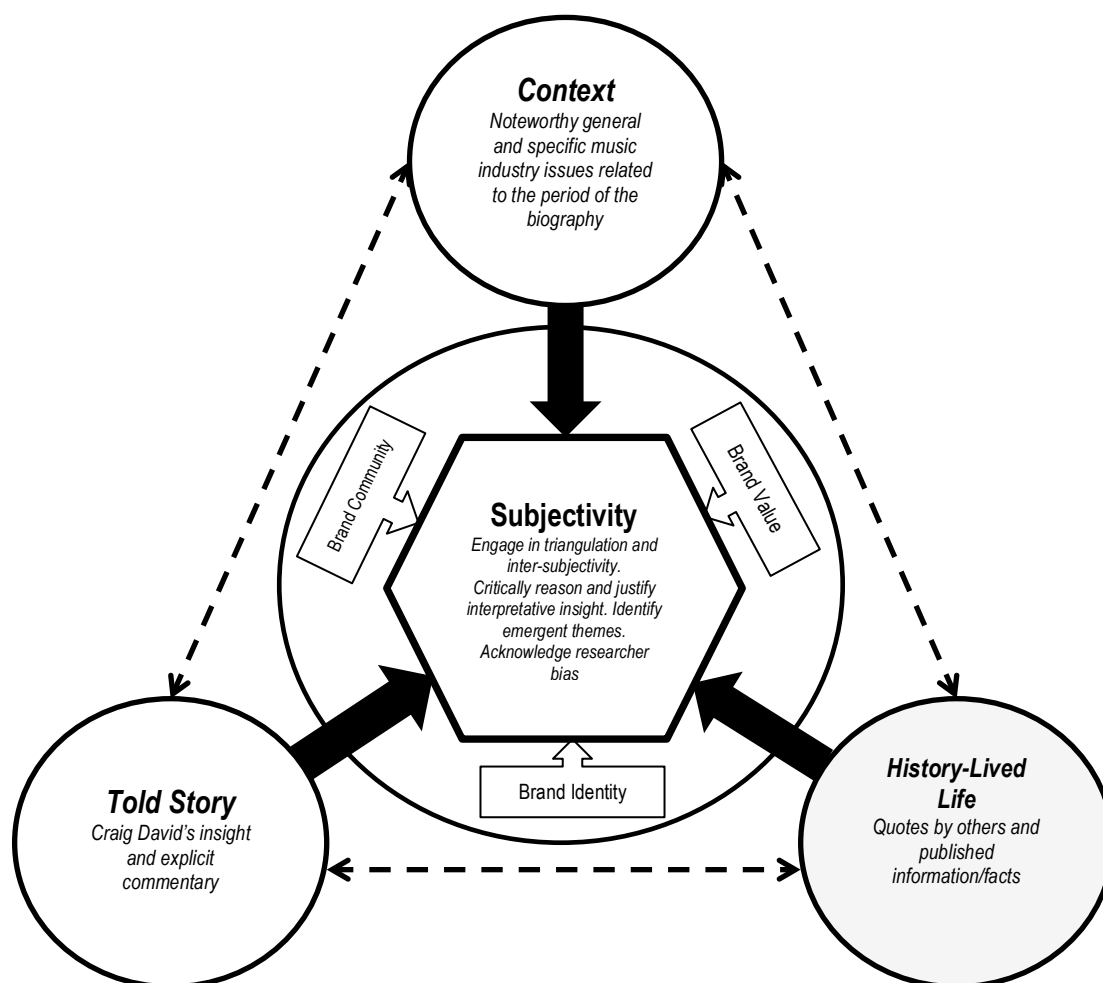 Context
Noteworthy general
and specific music
industry issues related
to the period of the
biography
Brand Community
Brand Value
Subjectivity
Engage in triangulation and
inter-subjectivity.
Critically reason and justify
interpretative insight. Identify
emergent themes.
Acknowledge researcher
bias
Brand Identity
Told Story
Craig David's insight
and explicit
commentary
History-Lived
Life
Quotes by others and
published
information/facts